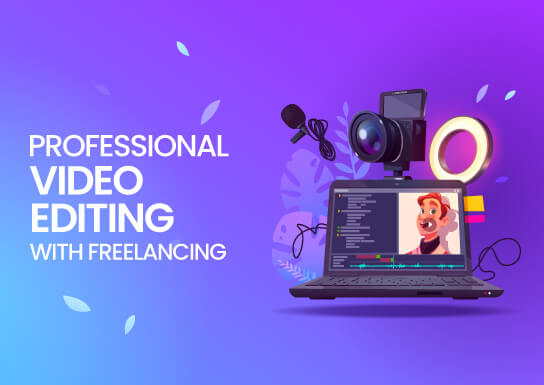 PROFESSIONAL
VIDEO
EDITING
WITH FREELANCING